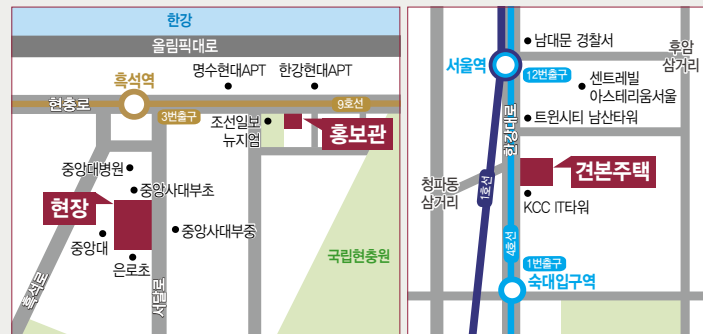 한강
올림픽대로
흑석역
명수현대APT
한강현대APT
현충로
9호선
3번출구
조선일보
뉴지엄
홍보관
중앙대병원
중앙사대부초
현장
중앙대
중앙사대부중
은로초
국립현충원
흑석로
서달로
남대문 경찰서
후암
삼거리
서울역
12번출구
센트레빌
아스테리움서울
한강대로
트윈시티 남산타워
견본주택
청파동
삼거리
1호선
KCC IT타워
4호선
1번출구
숙대입구역